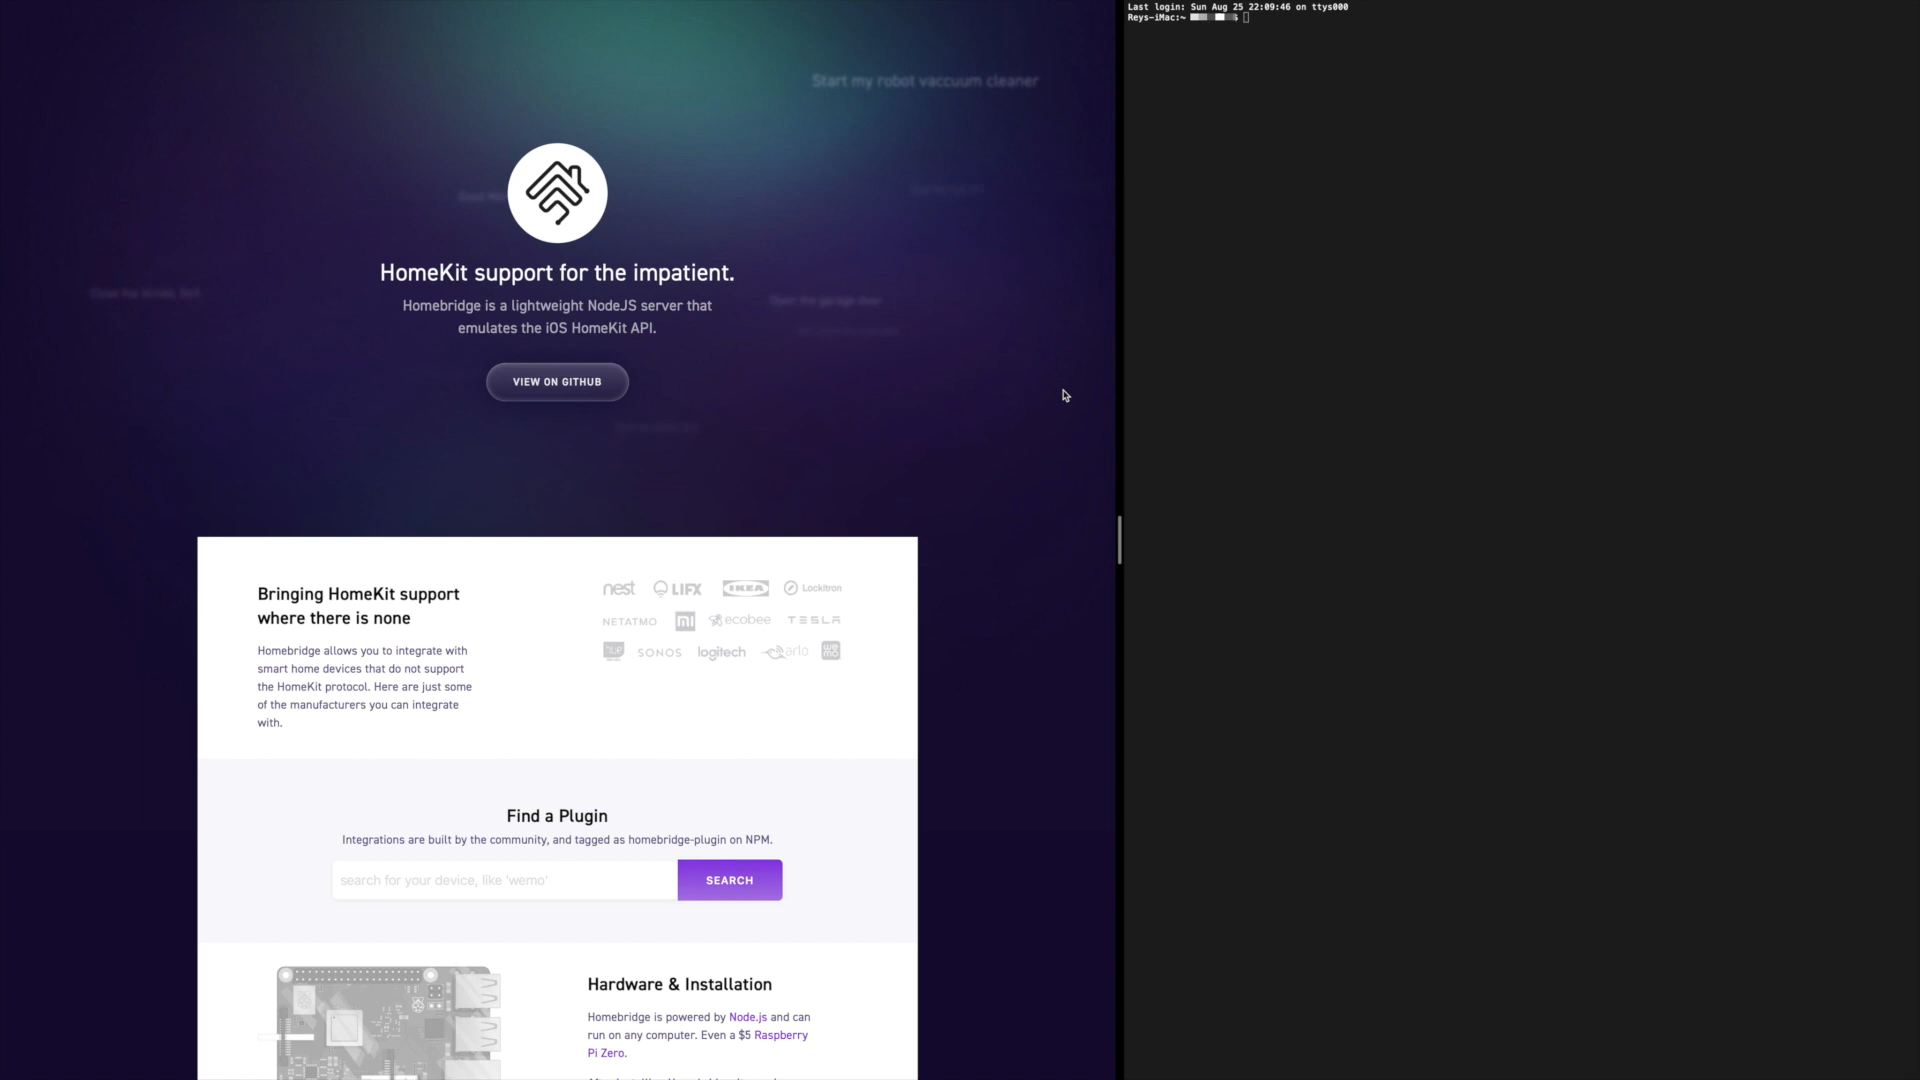 Start my robot vaccuum cleaner
HomeKit support for the impatient.
Homebridge is a lightweight NodeJS server that
emulates the iOS HomeKit API.
VIEW ON GITHUB
Bringing HomeKit support
where there is none
Homebridge allows you to integrate with
smart home devices that do not support
the HomeKit protocol. Here are just some
of the manufacturers you can integrate
with.
nest LIFX IKEA Lockitron
NETATMO mi ecobee TESLA
hue SONOS logitech arlo wemo
Find a Plugin
Integrations are built by the community, and tagged as homebridge-plugin on NPM.
search for your device, like 'wemo'
SEARCH
Hardware & Installation
Homebridge is powered by Node.js and can
run on any computer. Even a $5 Raspberry
Pi Zero.
Last login: Sun Aug 25 22:09:46 on ttys000
Reys-iMac:~ $